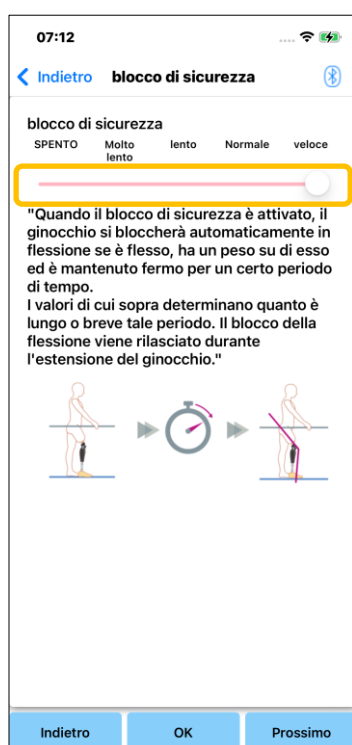 07:12
Indietro blocco di sicurezza
blocco di sicurezza
SPENTO Molto lento lento Normale veloce
"Quando il blocco di sicurezza è attivato, il
ginocchio si bloccherà automaticamente in
flessione se è flesso, ha un peso su di esso
ed è mantenuto fermo per un certo periodo
di tempo.
I valori di cui sopra determinano quanto è
lungo o breve tale periodo. Il blocco della
flessione viene rilasciato durante
l'estensione del ginocchio."
Indietro OK Prossimo